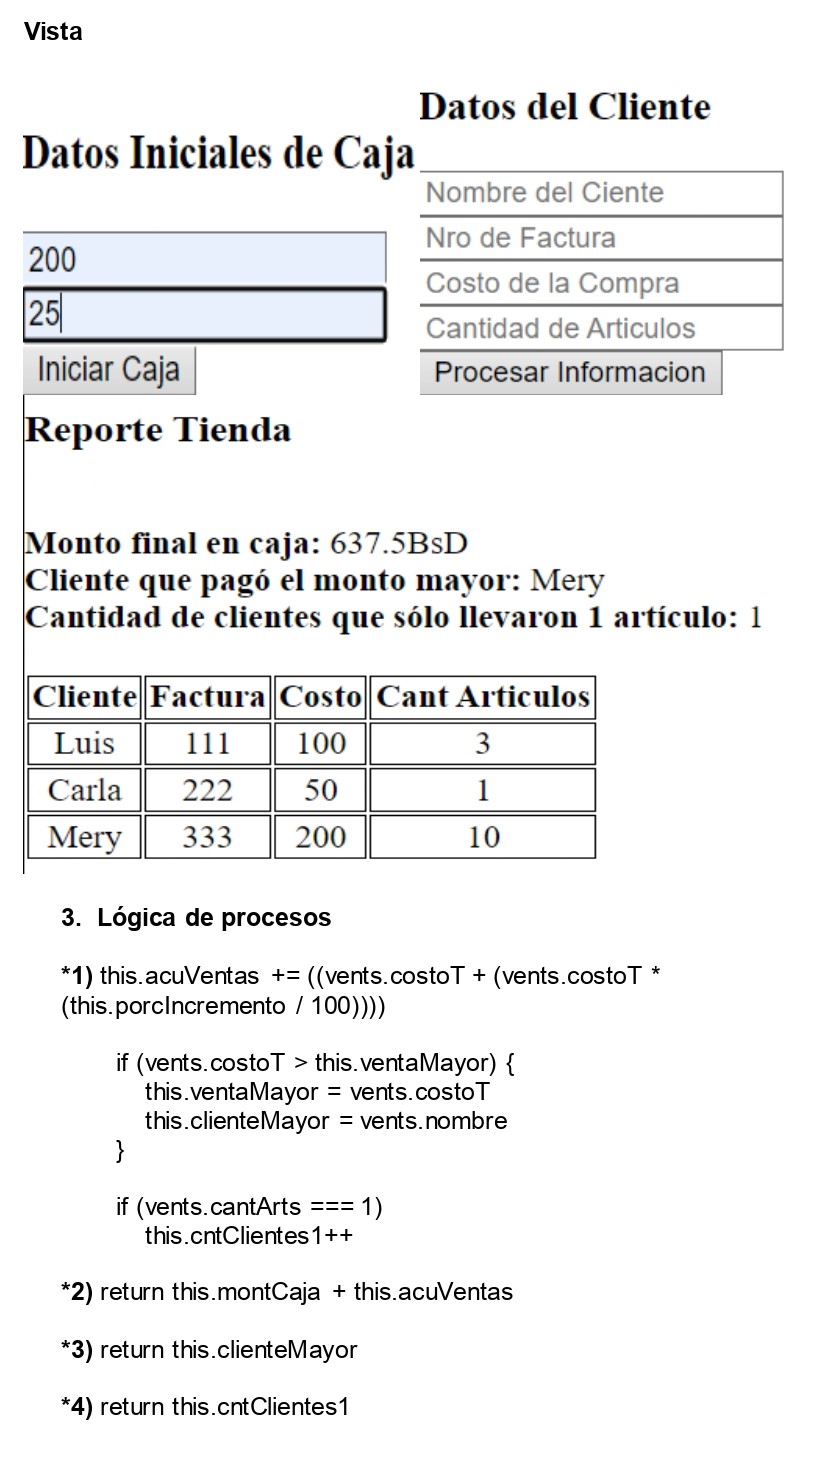 Vista
Datos Iniciales de Caja
200
25
Iniciar Caja
Datos del Cliente
Nombre del Ciente
Nro de Factura
Costo de la Compra
Cantidad de Articulos
Procesar Informacion
Reporte Tienda
Monto final en caja: 637.5BsD
Cliente que pagó el monto mayor: Mery
Cantidad de clientes que sólo llevaron 1 artículo: 1
Cliente Factura Costo Cant Articulos
Luis 111 100 3
Carla 222 50 1
Mery 333 200 10
3. Lógica de procesos
*1) this.acuVentas += ((vents.costoT + (vents.costoT *
(this.porcIncremento / 100))))
if (vents.costoT > this.ventaMayor) {
this.ventaMayor = vents.costoT
this.clienteMayor = vents.nombre
}
if (vents.cantArts === 1)
this.cntClientes1++
*2) return this.montCaja + this.acuVentas
*3) return this.clienteMayor
*4) return this.cntClientes1